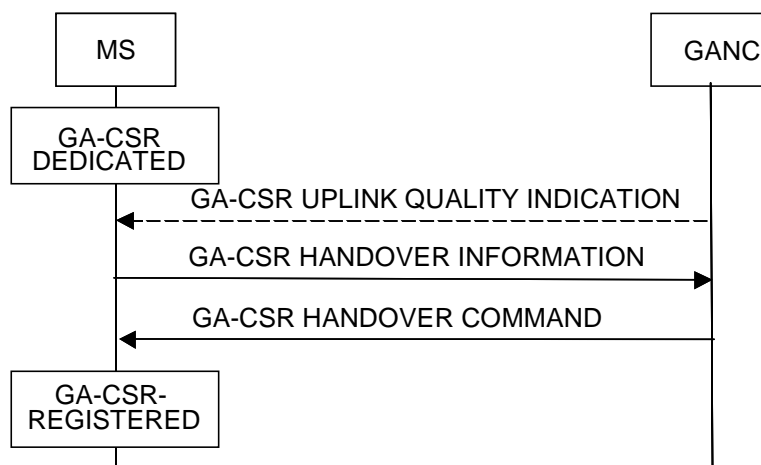 MS
GANC
GA-CSR
DEDICATED
GA-CSR UPLINK QUALITY INDICATION
GA-CSR HANDOVER INFORMATION
GA-CSR HANDOVER COMMAND
GA-CSR-
REGISTERED